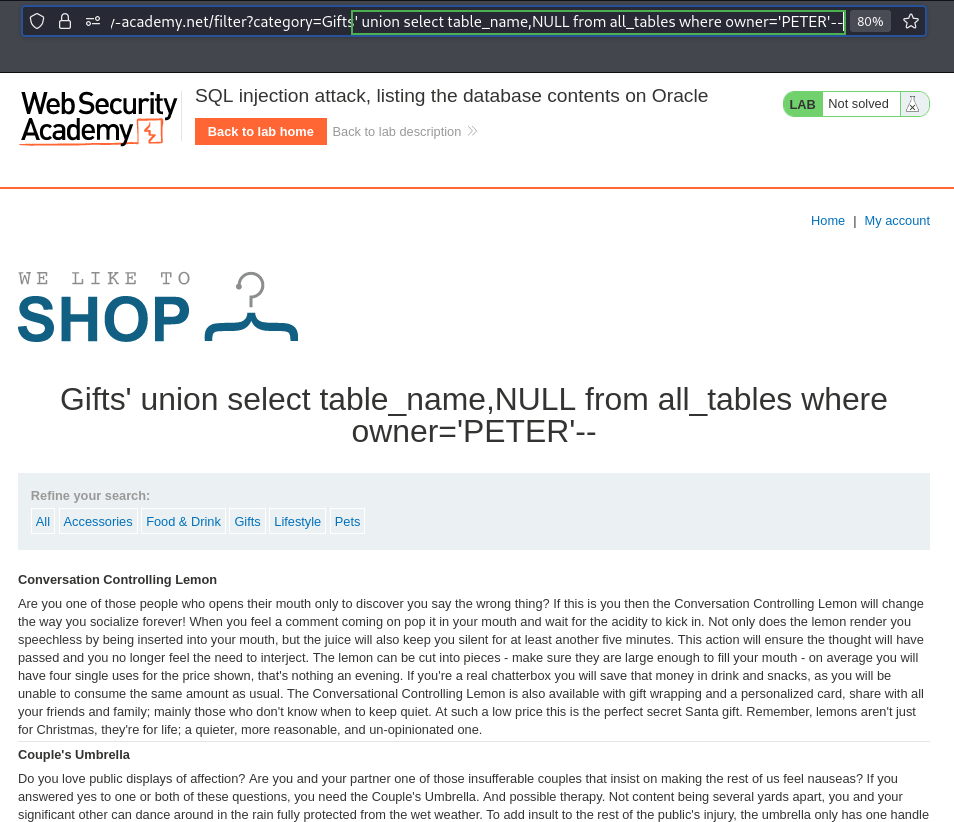 /-academy.net/filter?category=Gifts' union select table_name,NULL from all_tables where owner='PETER'-- 80%
Web Security
Academy
SQL injection attack, listing the database contents on Oracle
Back to lab home Back to lab description
LAB Not solved
Home | My account
WE LIKE TO
SHOP
Gifts' union select table_name,NULL from all_tables where
owner='PETER'--
Refine your search:
All Accessories Food & Drink Gifts Lifestyle Pets
Conversation Controlling Lemon
Are you one of those people who opens their mouth only to discover you say the wrong thing? If this is you then the Conversation Controlling Lemon will change
the way you socialize forever! When you feel a comment coming on pop it in your mouth and wait for the acidity to kick in. Not only does the lemon render you
speechless by being inserted into your mouth, but the juice will also keep you silent for at least another five minutes. This action will ensure the thought will have
passed and you no longer feel the need to interject. The lemon can be cut into pieces - make sure they are large enough to fill your mouth - on average you will
have four single uses for the price shown, that's nothing an evening. If you're a real chatterbox you will save that money in drink and snacks, as you will be
unable to consume the same amount as usual. The Conversational Controlling Lemon is also available with gift wrapping and a personalized card, share with all
your friends and family; mainly those who don't know when to keep quiet. At such a low price this is the perfect secret Santa gift. Remember, lemons aren't just
for Christmas, they're for life; a quieter, more reasonable, and un-opinionated one.
Couple's Umbrella
Do you love public displays of affection? Are you and your partner one of those insufferable couples that insist on making the rest of us feel nauseas? If you
answered yes to one or both of these questions, you need the Couple's Umbrella. And possible therapy. Not content being several yards apart, you and your
significant other can dance around in the rain fully protected from the wet weather. To add insult to the rest of the public's injury, the umbrella only has one handle